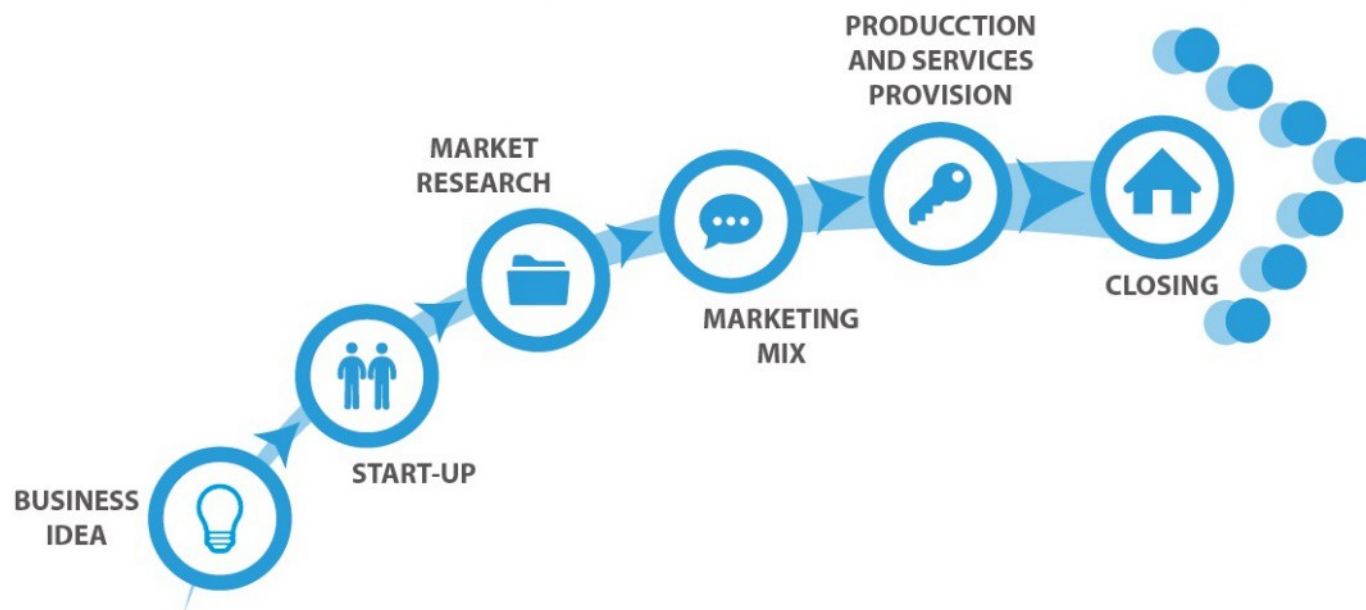 BUSINESS
IDEA
START-UP
MARKET
RESEARCH
MARKETING
MIX
PRODUCCTION
AND SERVICES
PROVISION
CLOSING